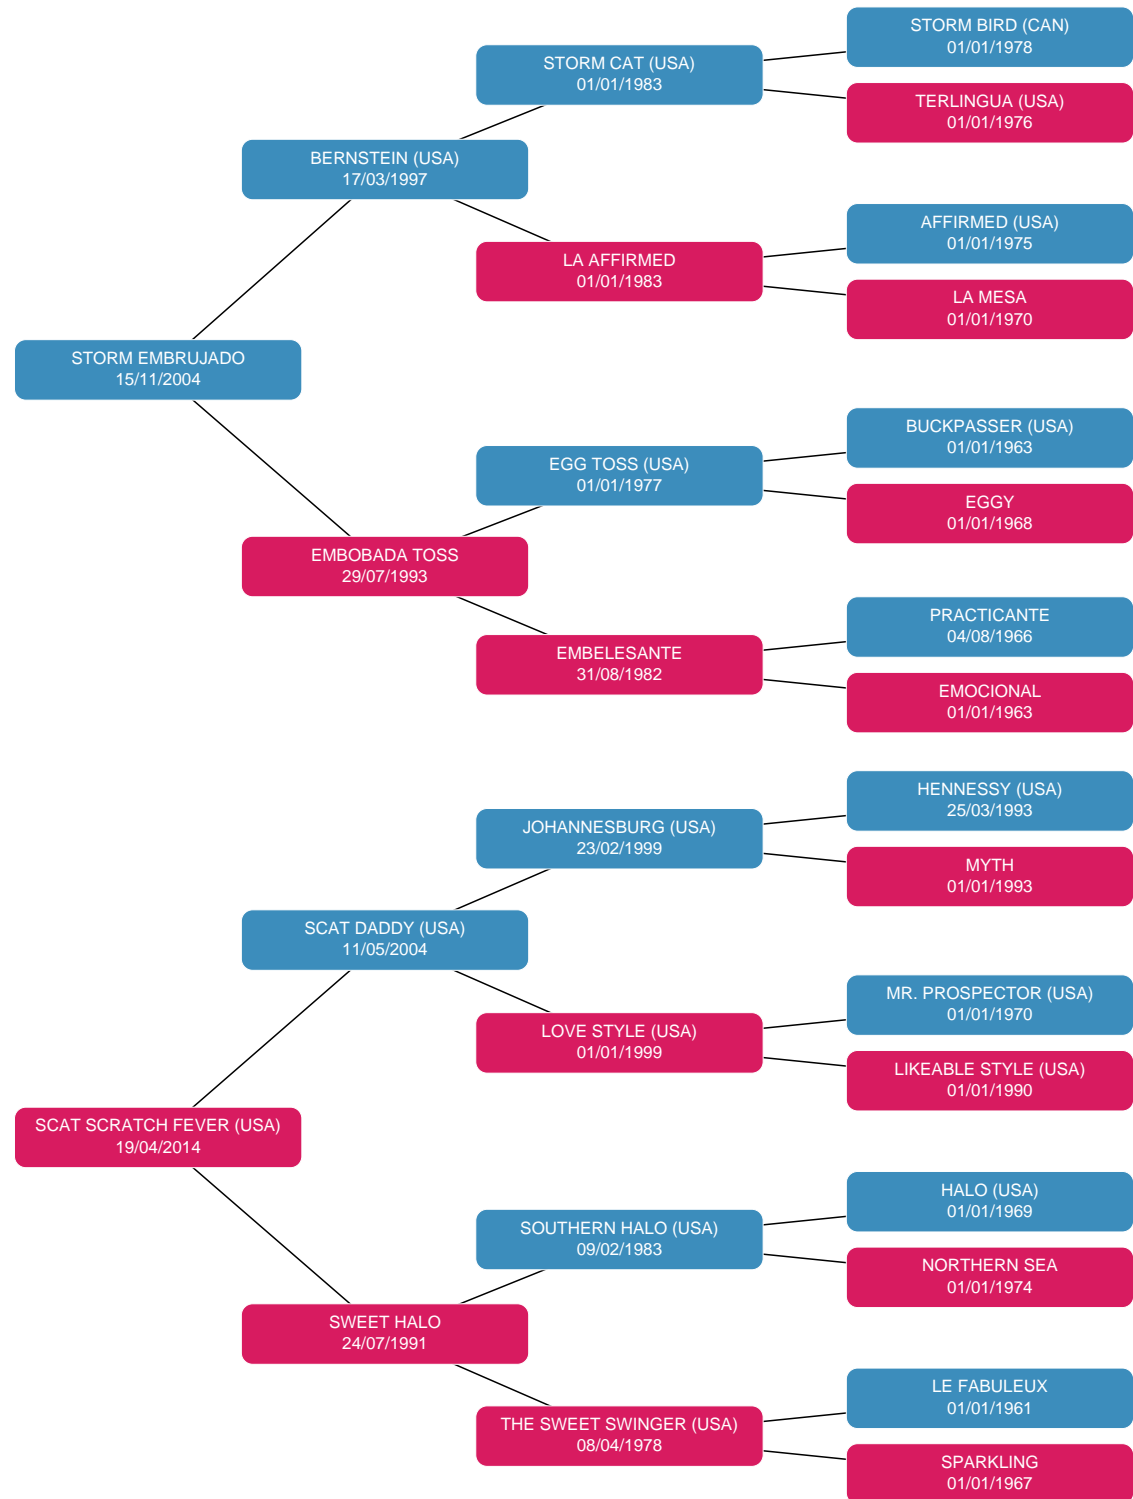 STORM BIRD (CAN)
01/01/1978
STORM CAT (USA)
01/01/1983
TERLINGUA (USA)
01/01/1976
BERNSTEIN (USA)
17/03/1997
AFFIRMED (USA)
01/01/1975
LA AFFIRMED
01/01/1983
LA MESA
01/01/1970
STORM EMBRUJADO
15/11/2004
BUCKPASSER (USA)
01/01/1963
EGG TOSS (USA)
01/01/1977
EGGY
01/01/1968
EMBOBADA TOSS
29/07/1993
PRACTICANTE
04/08/1966
EMBELESANTE
31/08/1982
EMOCIONAL
01/01/1963
HENNESSY (USA)
25/03/1993
JOHANNESBURG (USA)
23/02/1999
MYTH
01/01/1993
SCAT DADDY (USA)
11/05/2004
MR. PROSPECTOR (USA)
01/01/1970
LOVE STYLE (USA)
01/01/1999
LIKEABLE STYLE (USA)
01/01/1990
SCAT SCRATCH FEVER (USA)
19/04/2014
HALO (USA)
01/01/1969
SOUTHERN HALO (USA)
09/02/1983
NORTHERN SEA
01/01/1974
SWEET HALO
24/07/1991
LE FABULEUX
01/01/1961
THE SWEET SWINGER (USA)
08/04/1978
SPARKLING
01/01/1967